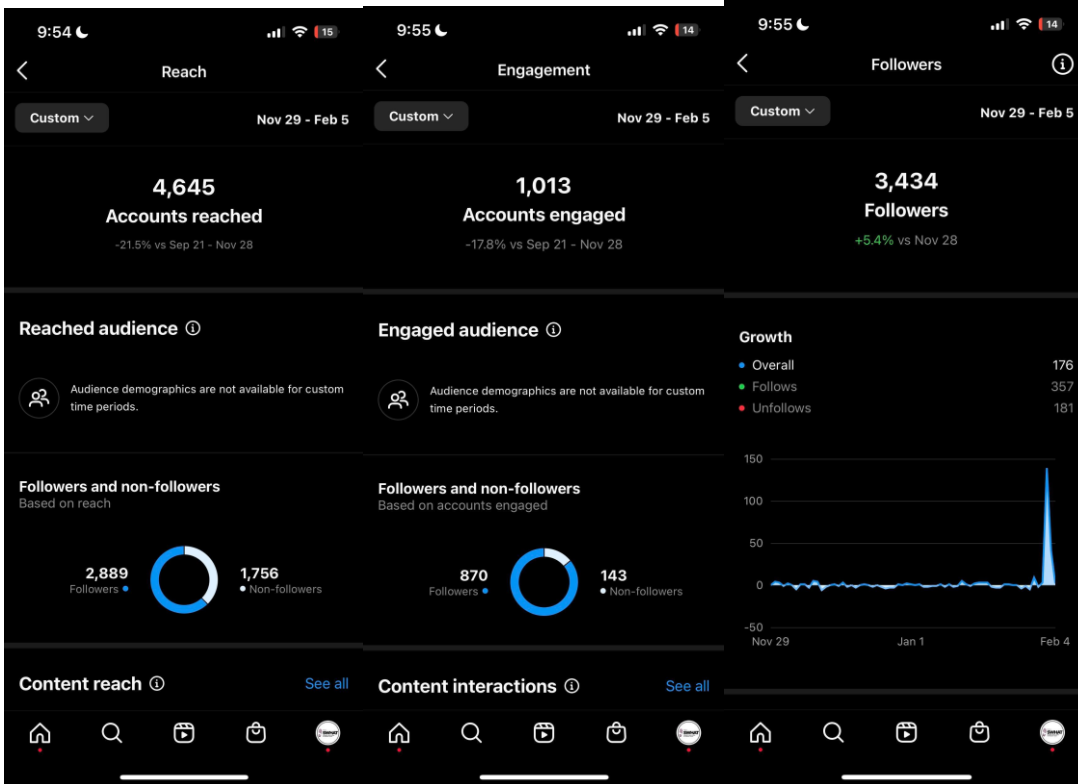 9:54
15
Reach
Custom
Nov 29 - Feb 5
4,645
Accounts reached
-21.5% vs Sep 21 - Nov 28
Reached audience
Audience demographics are not available for custom
time periods.
Followers and non-followers
Based on reach
2,889
Followers
1,756
Non-followers
Content reach
See all
9:55
14
Engagement
Custom
Nov 29 - Feb 5
1,013
Accounts engaged
-17.8% vs Sep 21 - Nov 28
Engaged audience
Audience demographics are not available for custom
time periods.
Followers and non-followers
Based on accounts engaged
870
Followers
143
Non-followers
Content interactions
See all
9:55
14
Followers
Custom
Nov 29 - Feb 5
3,434
Followers
+5.4% vs Nov 28
Growth
Overall 176
Follows 357
Unfollows 181
150
100
50
0
-50
Nov 29 Jan 1 Feb 4